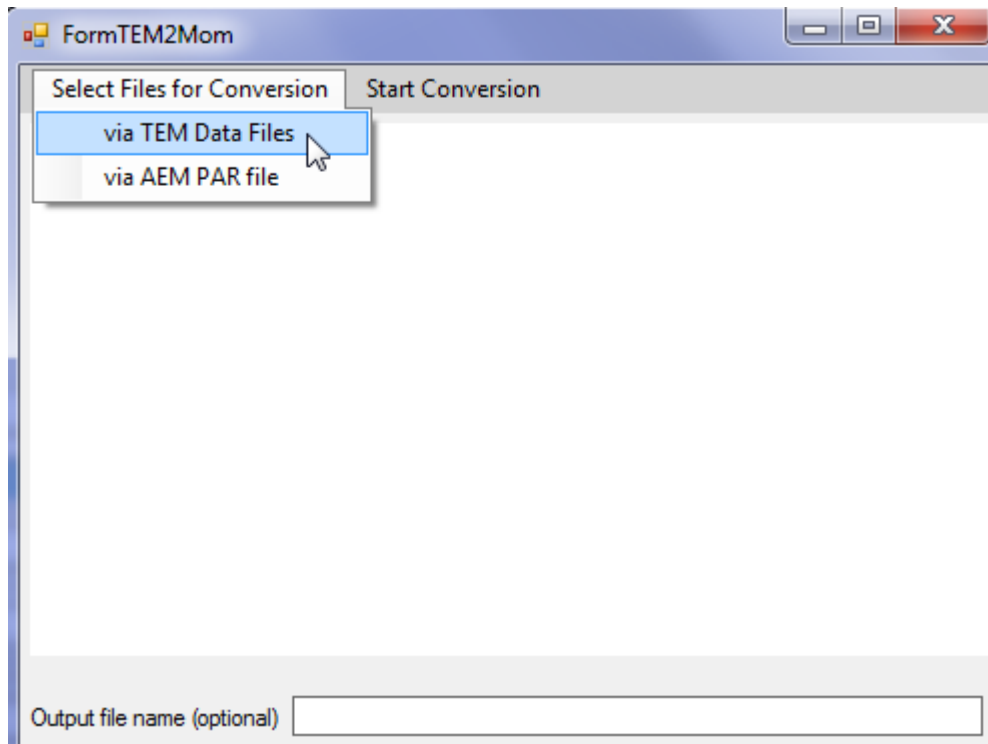 FormTEM2Mom
Select Files for Conversion Start Conversion
via TEM Data Files
via AEM PAR file
Output file name (optional)